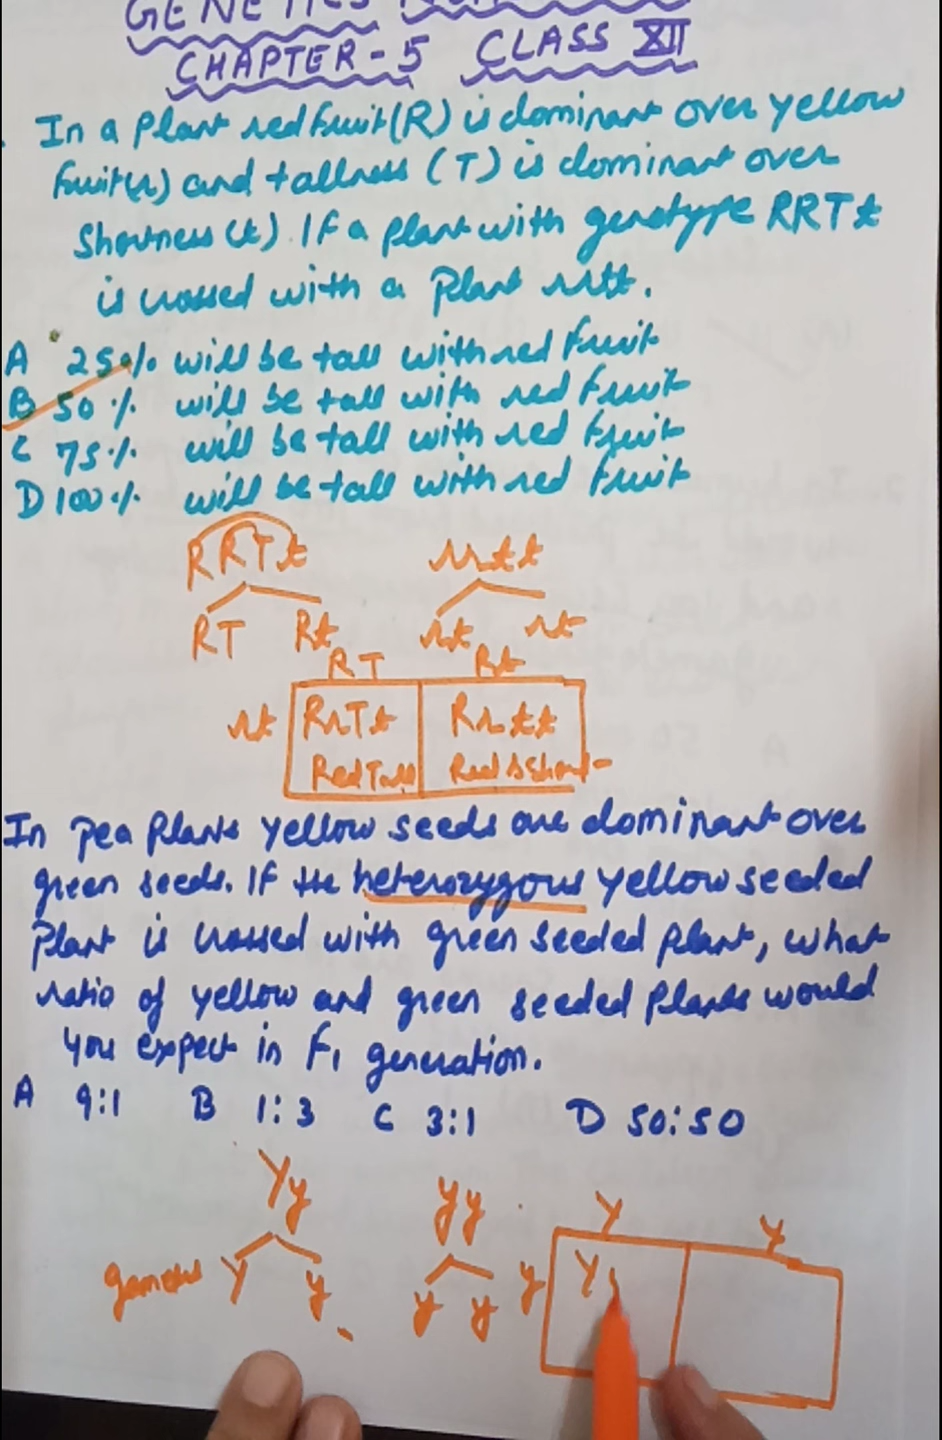 GENETICS
CHAPTER-5 CLASS XII
In a Plant red fruit (R) is dominant over yellow
fruit (r) and tallness (T) is dominant over
Shortness (t). If a plant with genotype RRTt
is crossed with a Plant rrtt.
A 25% will be tall with red fruit
B 50% will be tall with red fruit
C 75% will be tall with red fruit
D 100% will be tall with red fruit
RRTt rrtt
RT Rt rt rt
RT Rt
rt RrTt Rrtt
Red Tall Red & Short
In pea Plants yellow seeds are dominant over
green seeds. If the heterozygous yellow seeded
Plant is crossed with green seeded plant, what
ratio of yellow and green seeded Plants would
you expect in F1 generation.
A 9:1 B 1:3 C 3:1 D 50:50
Yy yy Y y
gametes Y y y y y Y